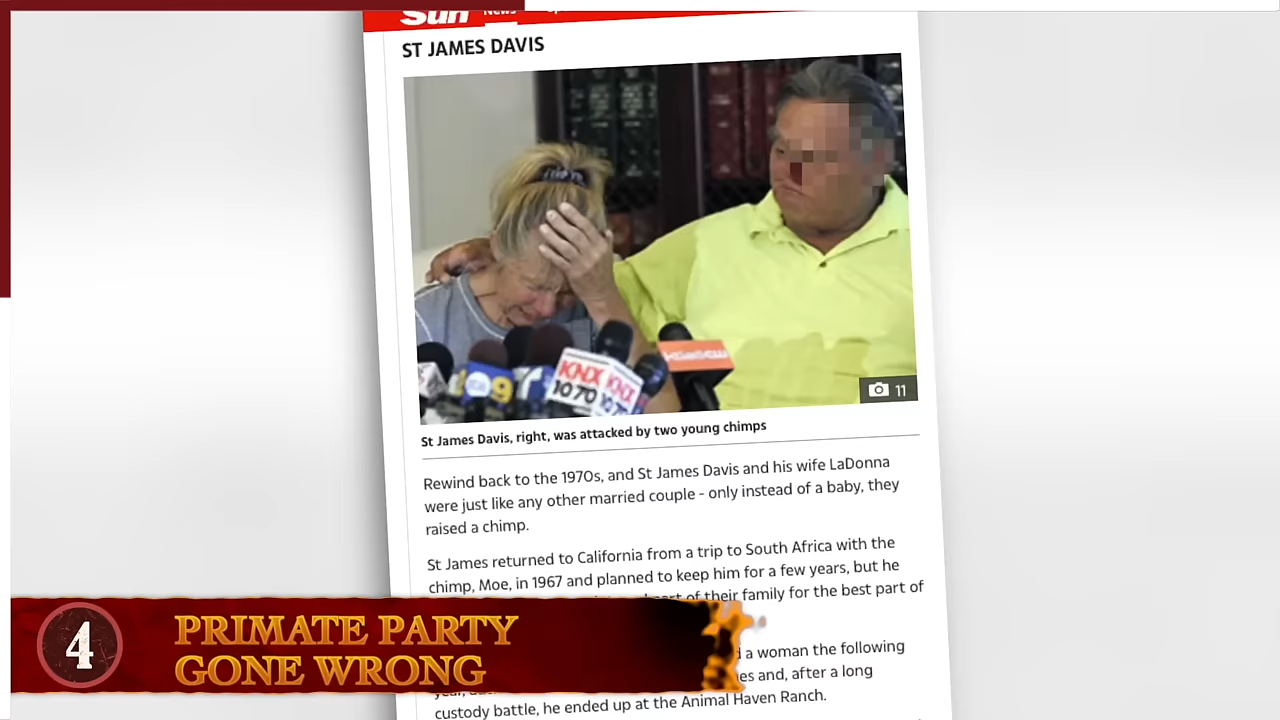 Sun
News
ST JAMES DAVIS
KNX
1070
KNX
9
11
St James Davis, right, was attacked by two young chimps
Rewind back to the 1970s, and St James Davis and his wife LaDonna
were just like any other married couple - only instead of a baby, they
raised a chimp.
St James returned to California from a trip to South Africa with the
chimp, Moe, in 1967 and planned to keep him for a few years, but he
of their family for the best part of
a woman the following
and, after a long
custody battle, he ended up at the Animal Haven Ranch.
4
PRIMATE PARTY
GONE WRONG